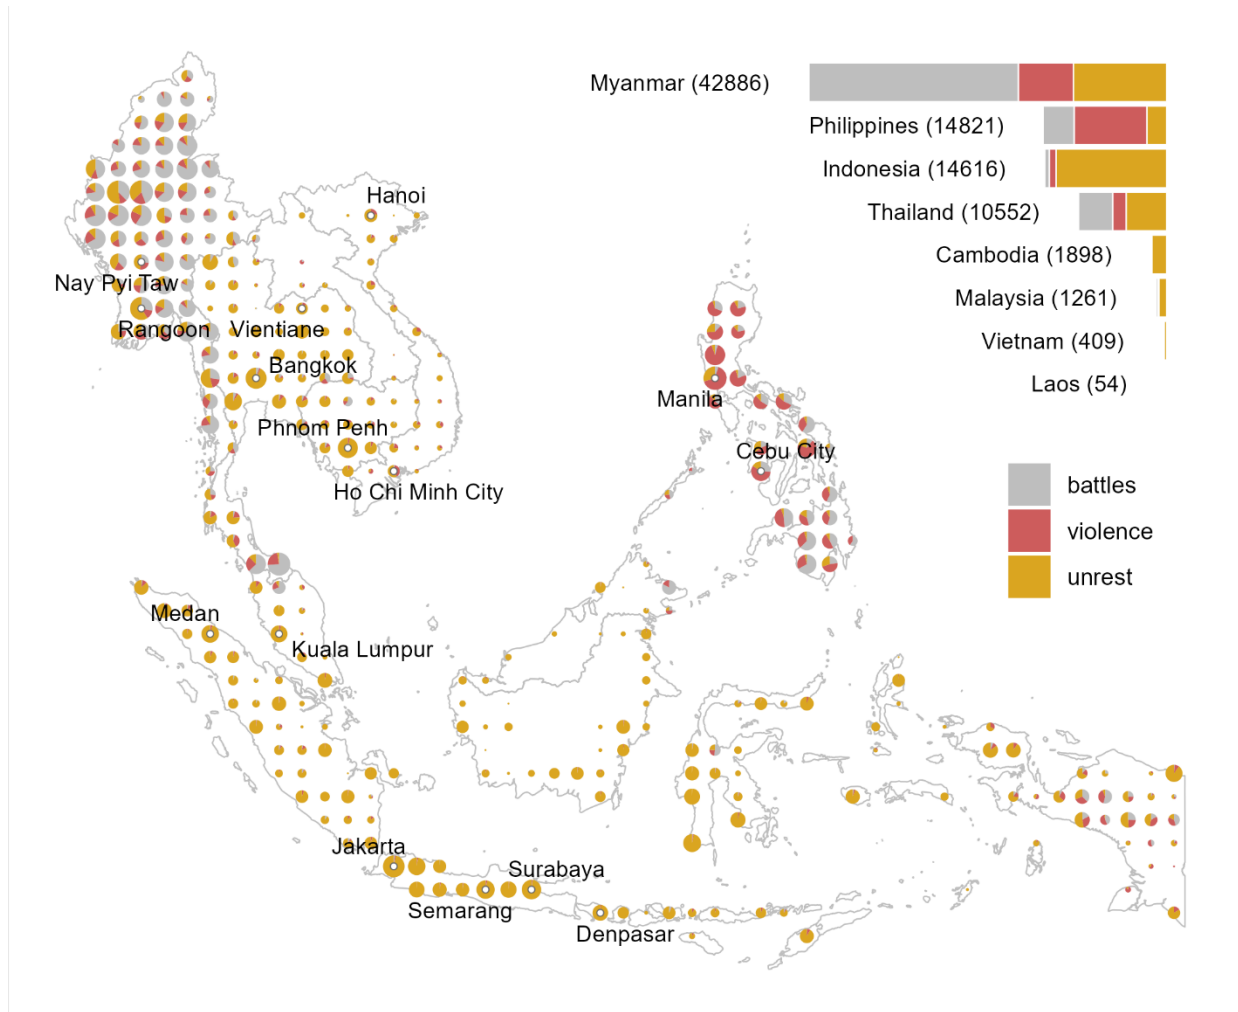 Myanmar (42886)
Philippines (14821)
Indonesia (14616)
Thailand (10552)
Cambodia (1898)
Malaysia (1261)
Vietnam (409)
Laos (54)
Hanoi
Nay Pyi Taw
Rangoon
Vientiane
Bangkok
Manila
Phnom Penh
Cebu City
Ho Chi Minh City
battles
violence
unrest
Medan
Kuala Lumpur
Jakarta
Surabaya
Semarang
Denpasar